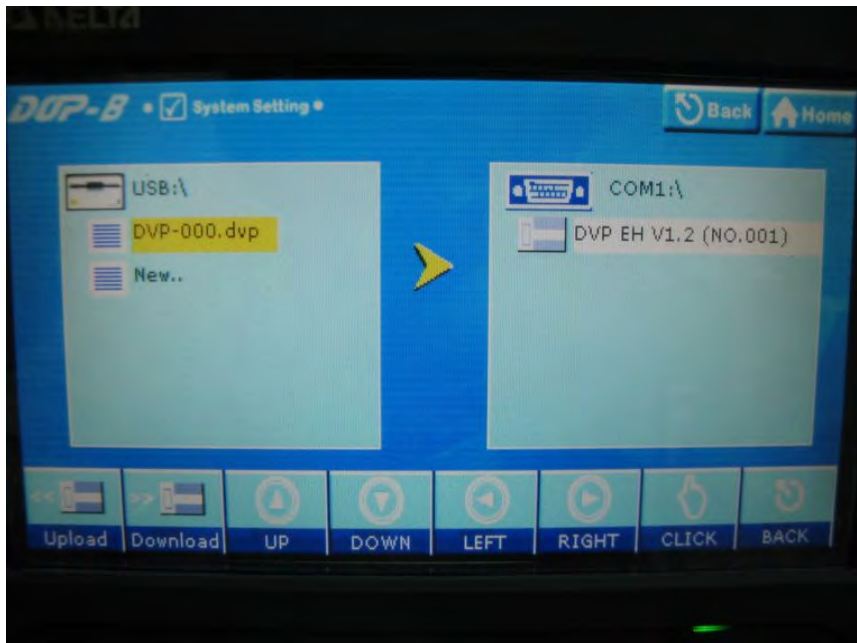 DELTA
DOP-B • System Setting •
Back
Home
USB:\
DVP-000.dvp
New..
COM1:\
DVP EH V1.2 (NO.001)
<< >>
Upload Download UP DOWN LEFT RIGHT CLICK BACK